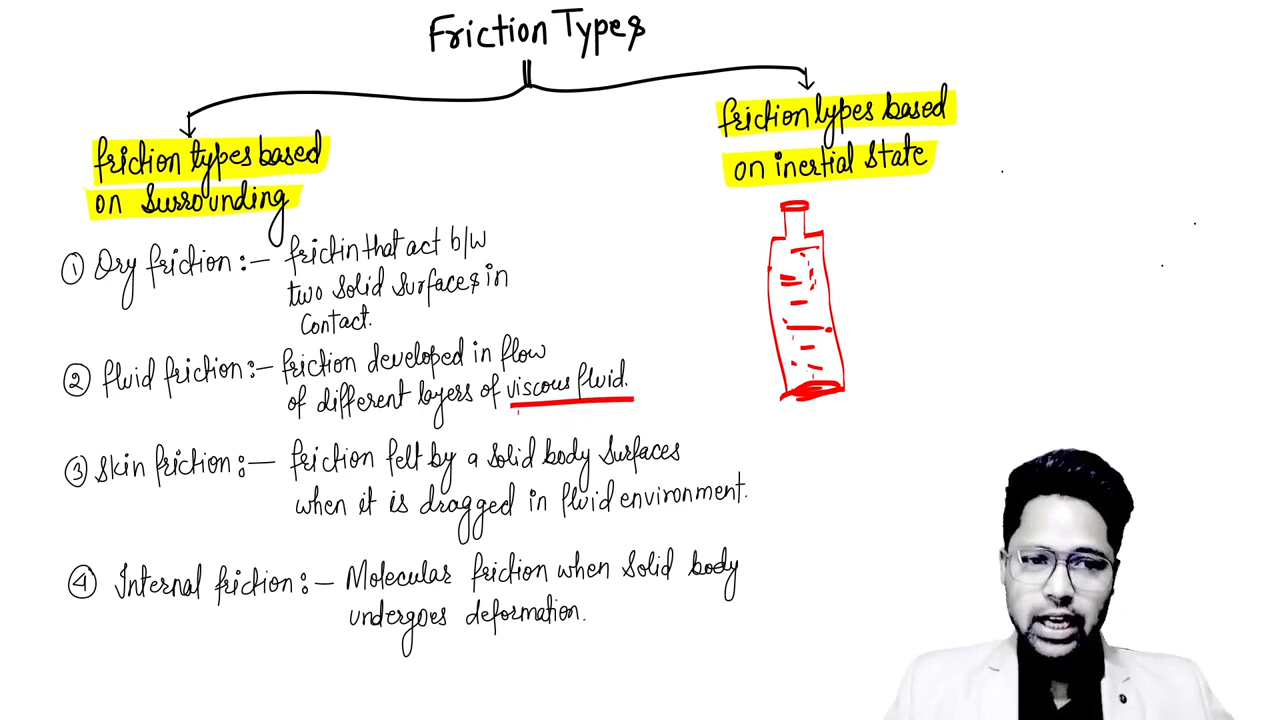 Friction Types
friction types based
on Surrounding
friction types based
on inertial State
① Dry friction :— frictin that act b/w
two Solid Surfaces in
Contact.
② fluid friction :— friction developed in flow
of different layers of viscous fluid.
③ Skin friction :— friction felt by a solid body surfaces
when it is dragged in fluid environment.
④ Internal friction :— Molecular friction when solid body
undergoes deformation.